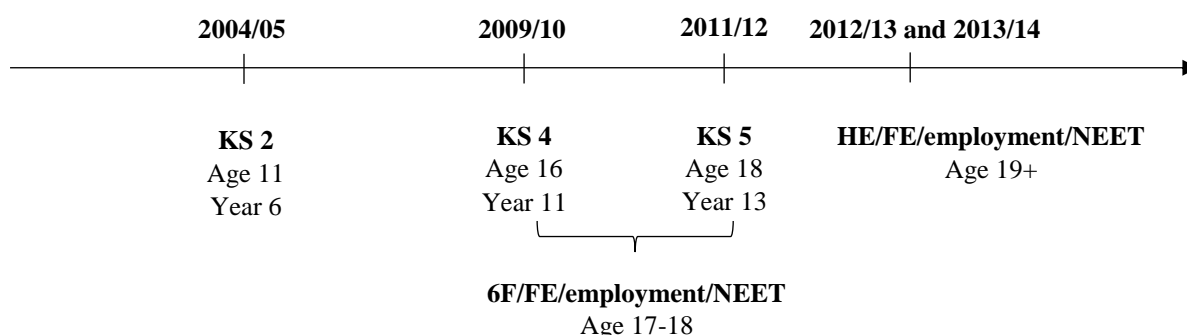 2004/05 2009/10 2011/12 2012/13 and 2013/14
KS 2 KS 4 KS 5 HE/FE/employment/NEET
Age 11 Age 16 Age 18 Age 19+
Year 6 Year 11 Year 13
6F/FE/employment/NEET
Age 17-18